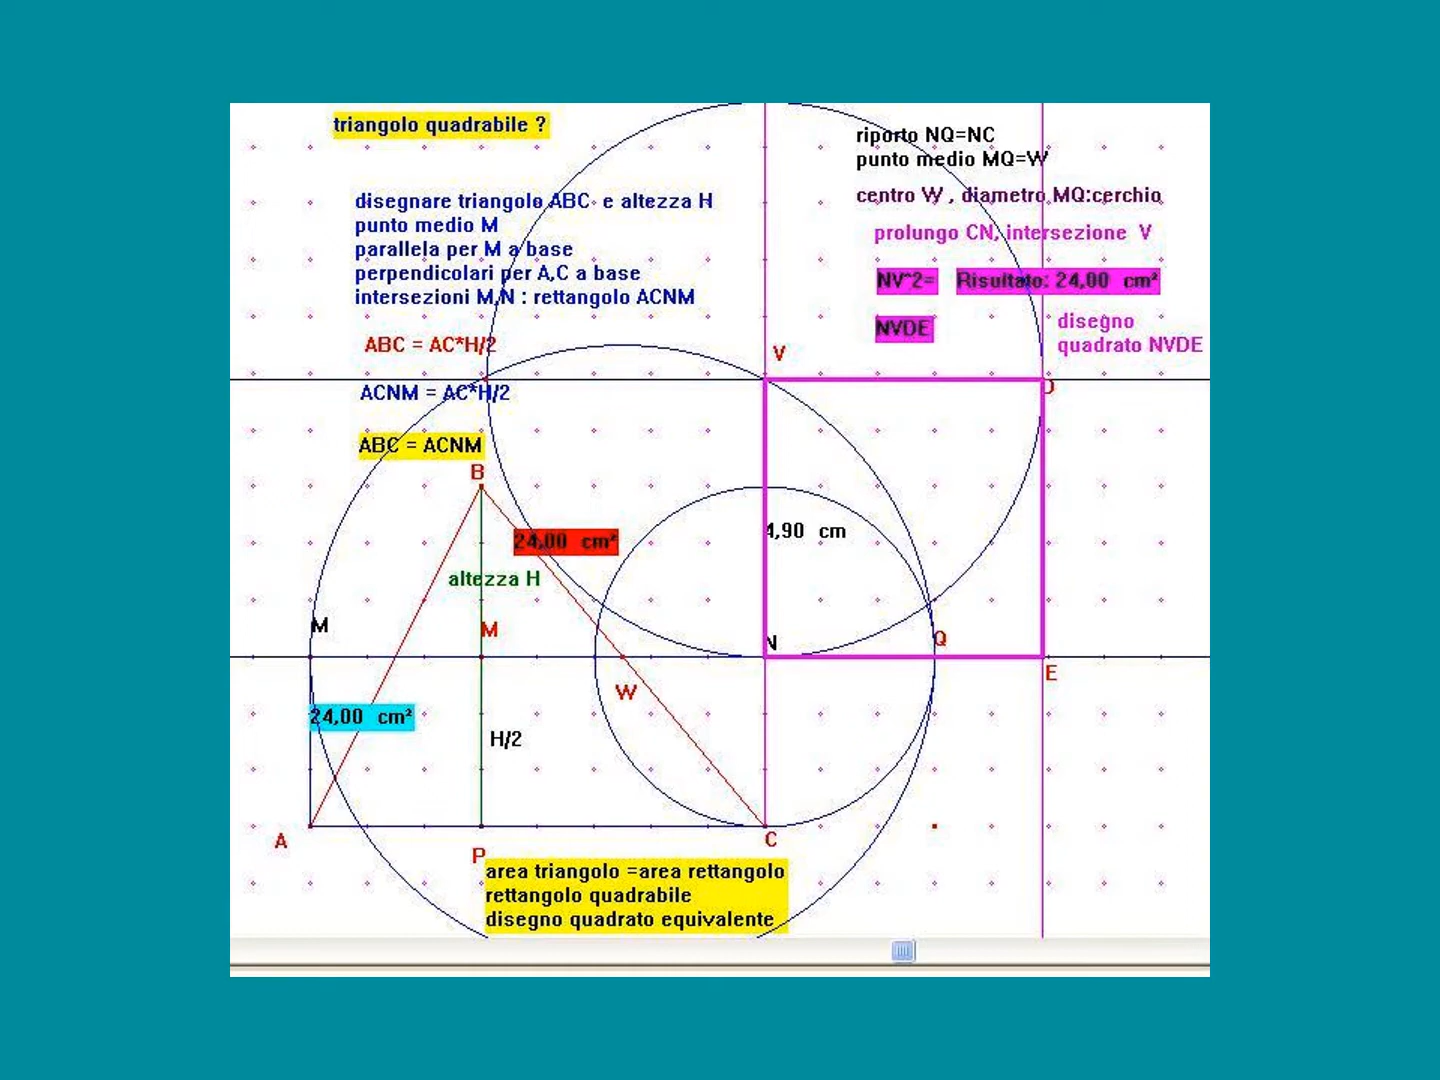 triangolo quadrabile ?
disegnare triangolo ABC e altezza H
punto medio M
parallela per M a base
perpendicolari per A,C a base
intersezioni M,N : rettangolo ACNM
ABC = AC*H/2
ACNM = AC*H/2
ABC = ACNM
riporto NQ=NC
punto medio MQ=W
centro W , diametro MQ:cerchio
prolungo CN, intersezione V
NV^2= Risultato: 24,00 cm²
NVDE
disegno
quadrato NVDE
V
D
B
24,00 cm²
4,90 cm
altezza H
M
M
N
Q
E
W
24,00 cm²
H/2
A
C
P
area triangolo =area rettangolo
rettangolo quadrabile
disegno quadrato equivalente